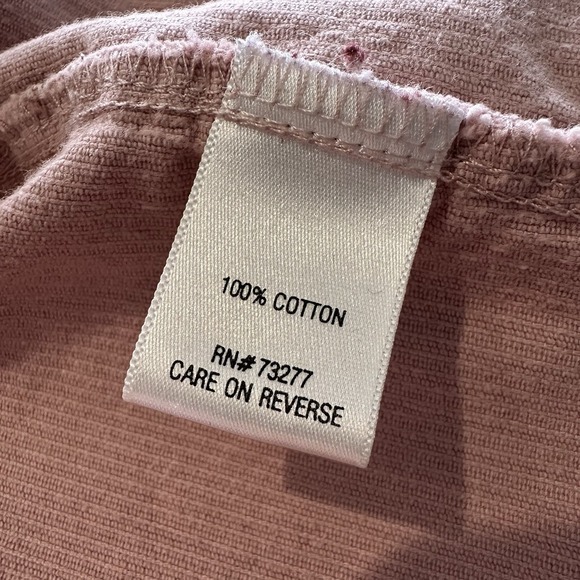 100% COTTON
RN# 73277
CARE ON REVERSE